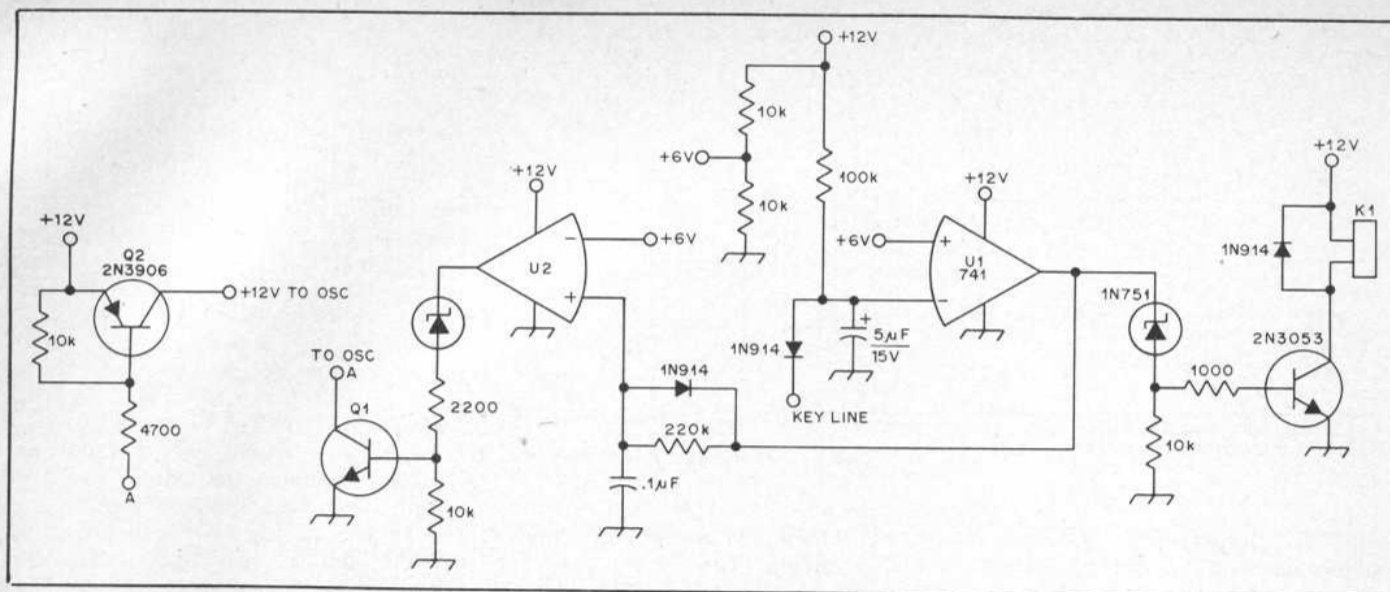 +12V
Q2
2N3906
+12V TO OSC
10k
4700
A
TO OSC
A
Q1
2200
10k
+12V
U2
−
+
+6V
1N914
220k
.1µF
+12V
10k
+6V
10k
100k
1N914
KEY LINE
+
5µF
15V
+6V
+12V
+
U1
741
−
1N751
1000
10k
+12V
K1
1N914
2N3053